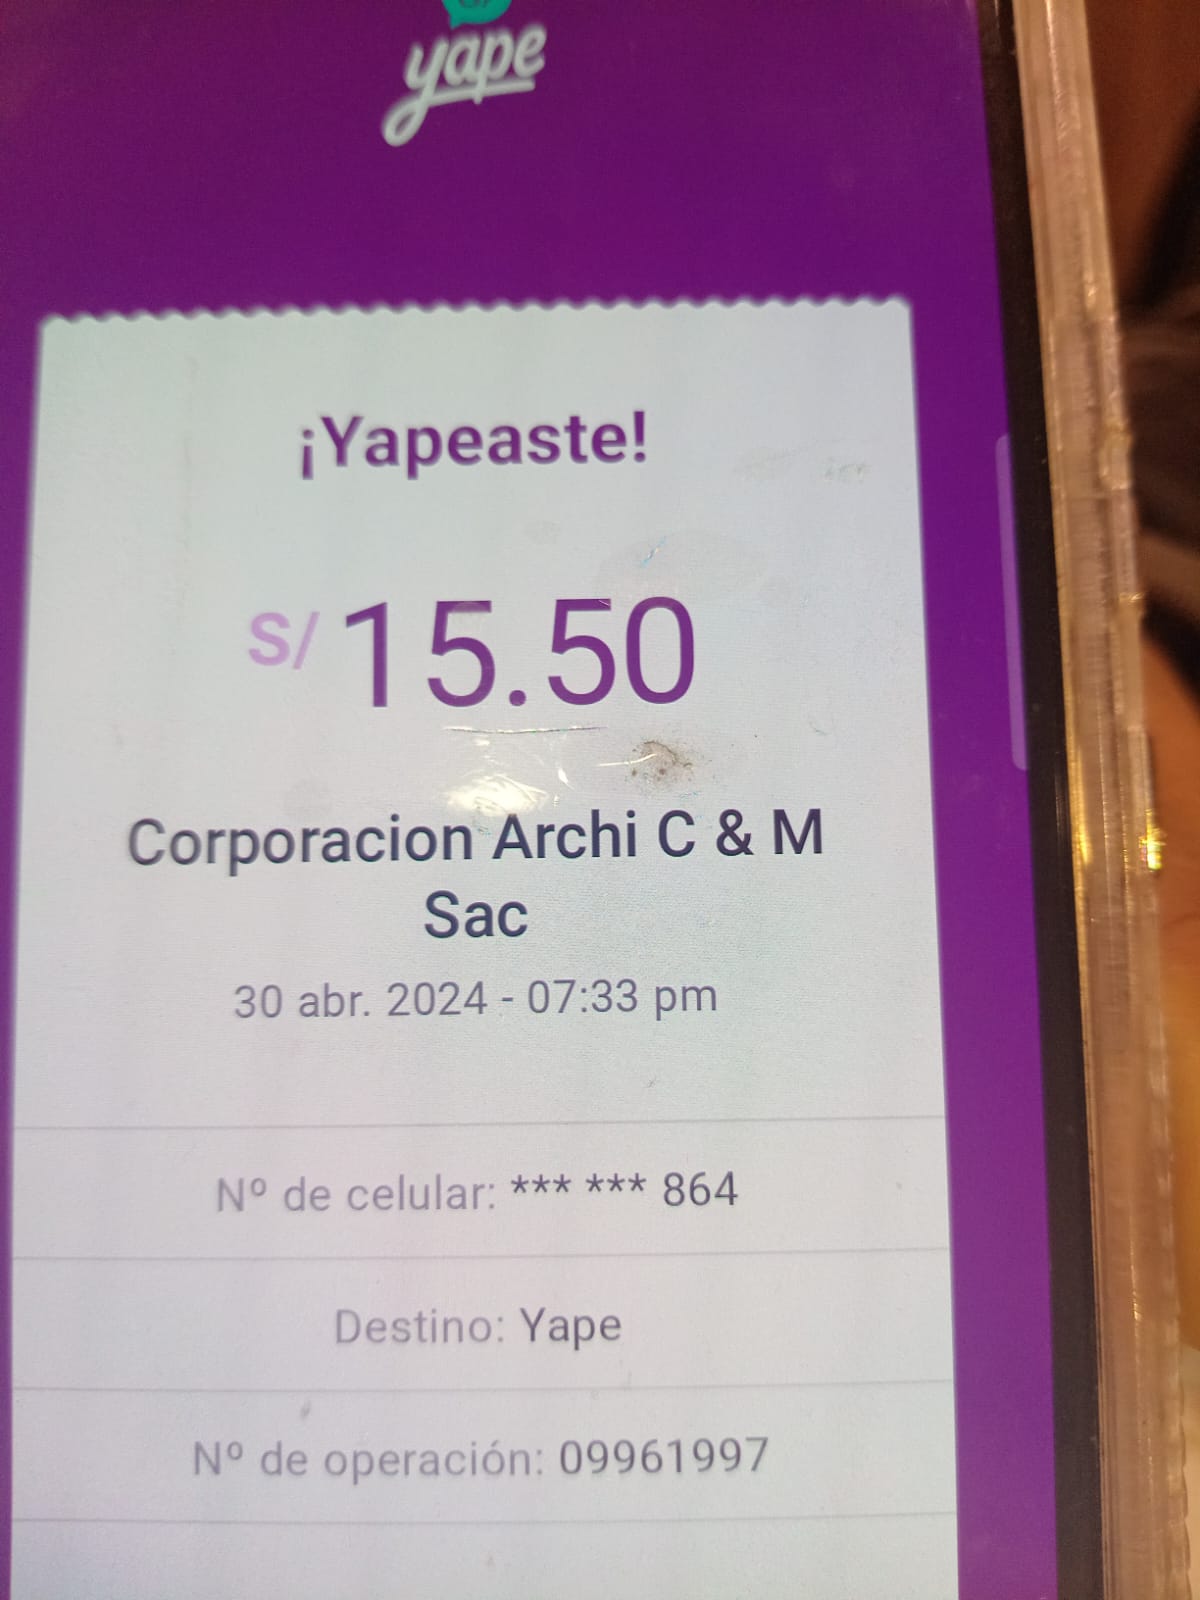 yape
¡Yapeaste!
S/ 15.50
Corporacion Archi C & M
Sac
30 abr. 2024 - 07:33 pm
Nº de celular: *** *** 864
Destino: Yape
Nº de operación: 09961997